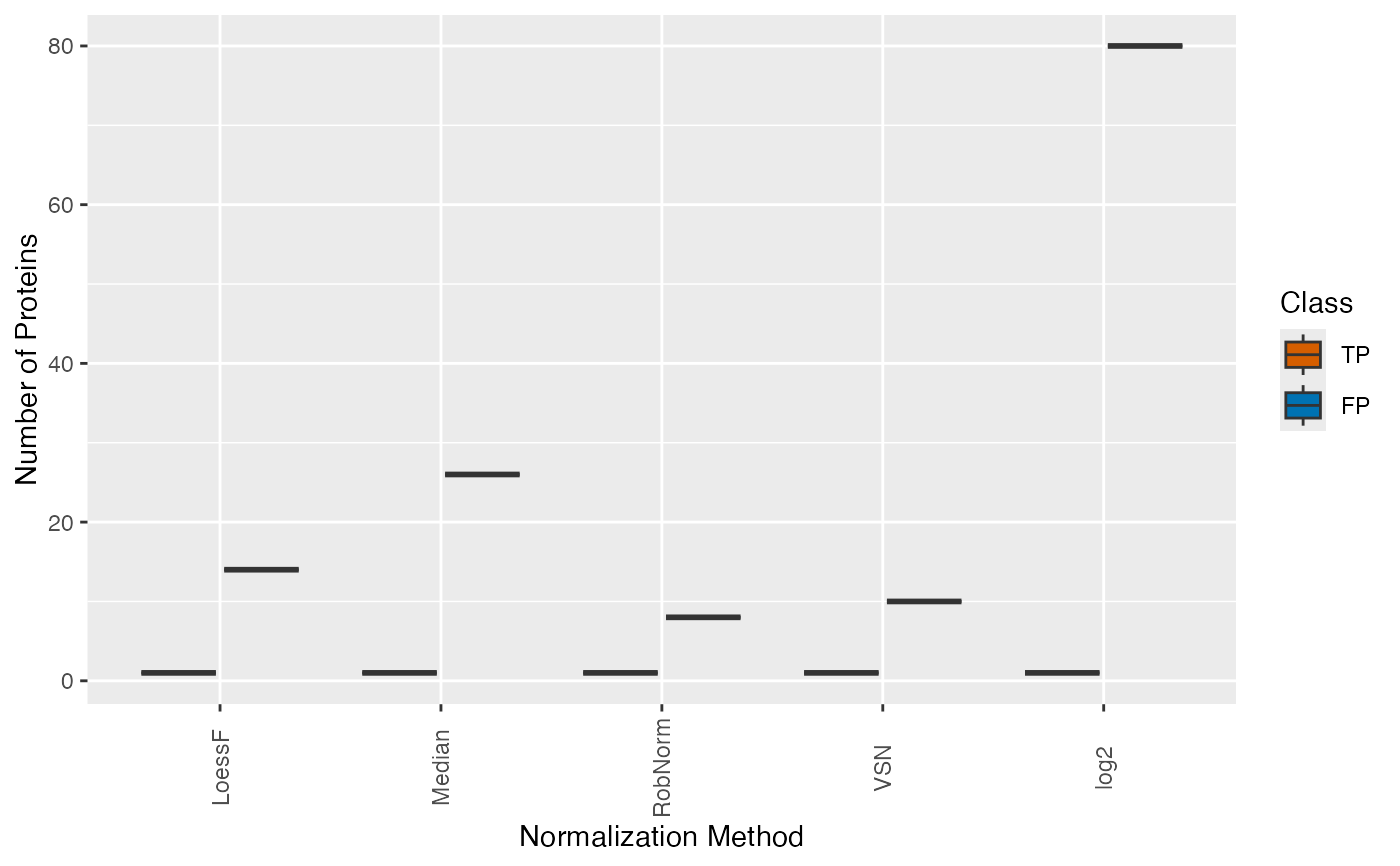 80
60
40
20
0
Number of Proteins
LoessF
Median
RobNorm
VSN
log2
Normalization Method
Class
TP
FP